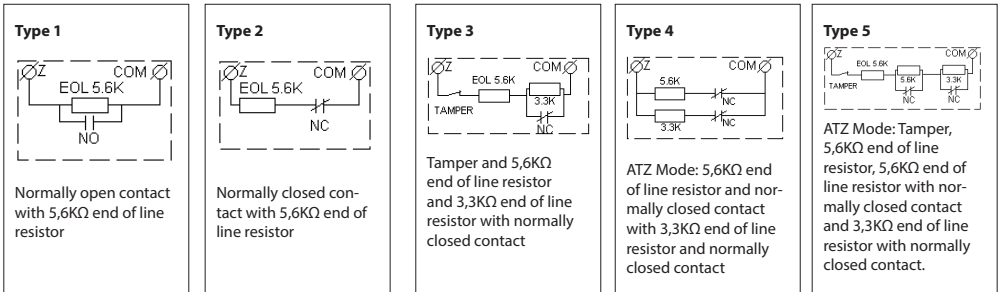 Type 1
Z
COM
EOL 5.6K
NO
Normally open contact
with 5,6KΩ end of line
resistor
Type 2
Z
COM
EOL 5.6K
NC
Normally closed con-
tact with 5,6KΩ end of
line resistor
Type 3
Z
COM
EOL 5.6K
TAMPER
3.3K
NC
Tamper and 5,6KΩ
end of line resistor
and 3,3KΩ end of line
resistor with normally
closed contact
Type 4
Z
COM
5.6K
NC
3.3K
NC
ATZ Mode: 5,6KΩ end
of line resistor and nor-
mally closed contact
with 3,3KΩ end of line
resistor and normally
closed contact
Type 5
Z
COM
EOL 5.6K
TAMPER
5.6K
NC
3.3K
NC
ATZ Mode: Tamper,
5,6KΩ end of line
resistor, 5,6KΩ end of
line resistor with nor-
mally closed contact
and 3,3KΩ end of line
resistor with normally
closed contact.